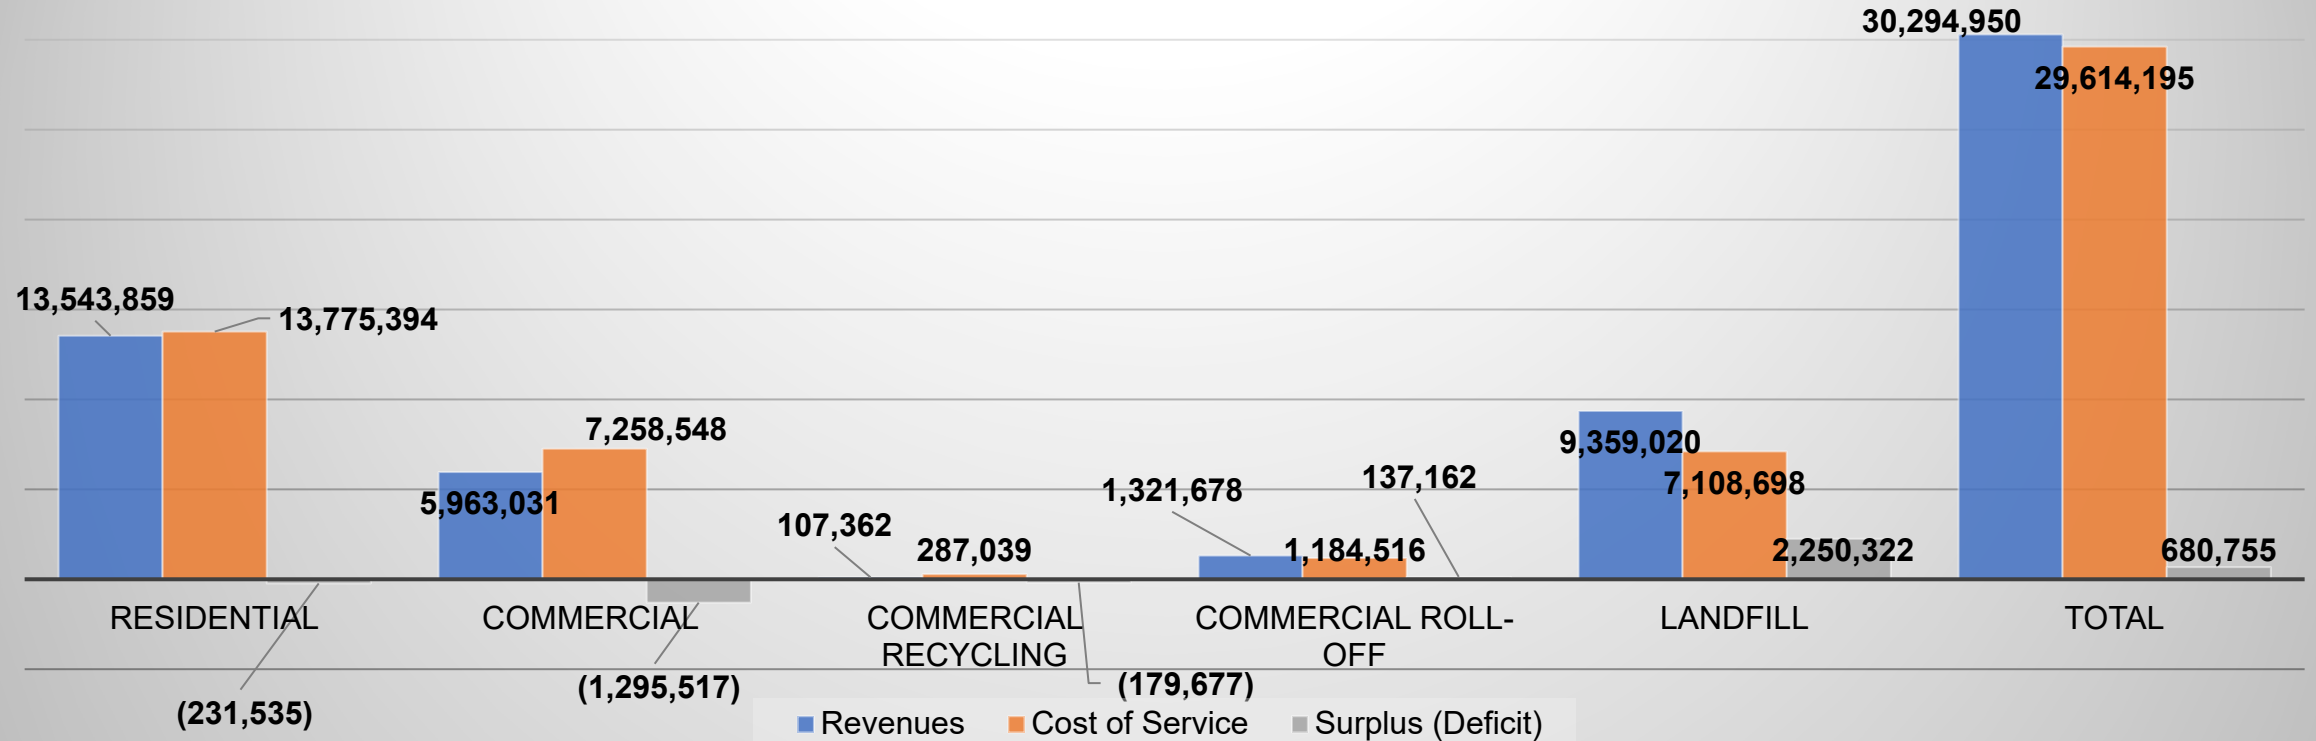 30,294,950
29,614,195
13,543,859
13,775,394
7,258,548
5,963,031
107,362
287,039
1,321,678
1,184,516
137,162
9,359,020
7,108,698
2,250,322
680,755
RESIDENTIAL
COMMERCIAL
COMMERCIAL
RECYCLING
COMMERCIAL ROLL-
OFF
LANDFILL
TOTAL
(231,535)
(1,295,517)
(179,677)
Revenues
Cost of Service
Surplus (Deficit)